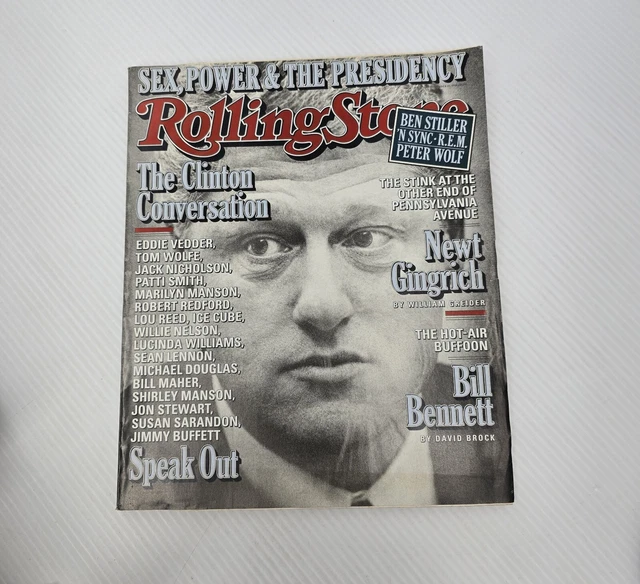 SEX, POWER & THE PRESIDENCY
Rolling Stone
BEN STILLER
'N SYNC·R.E.M.
PETER WOLF
The Clinton
Conversation
EDDIE VEDDER,
TOM WOLFE,
JACK NICHOLSON,
PATTI SMITH,
MARILYN MANSON,
ROBERT REDFORD,
LOU REED, ICE CUBE,
WILLIE NELSON,
LUCINDA WILLIAMS,
SEAN LENNON,
MICHAEL DOUGLAS,
BILL MAHER,
SHIRLEY MANSON,
JON STEWART,
SUSAN SARANDON,
JIMMY BUFFETT
Speak Out
THE STINK AT THE
OTHER END OF
PENNSYLVANIA
AVENUE
Newt
Gingrich
BY WILLIAM GREIDER
THE HOT-AIR
BUFFOON
Bill
Bennett
BY DAVID BROCK